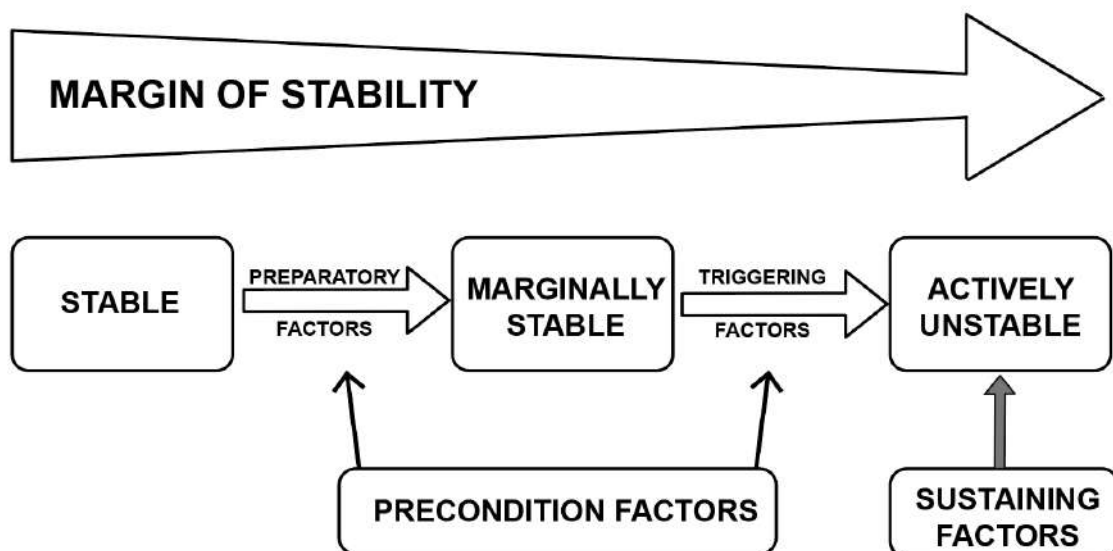 MARGIN OF STABILITY
STABLE
PREPARATORY
FACTORS
MARGINALLY
STABLE
TRIGGERING
FACTORS
ACTIVELY
UNSTABLE
PRECONDITION FACTORS
SUSTAINING
FACTORS